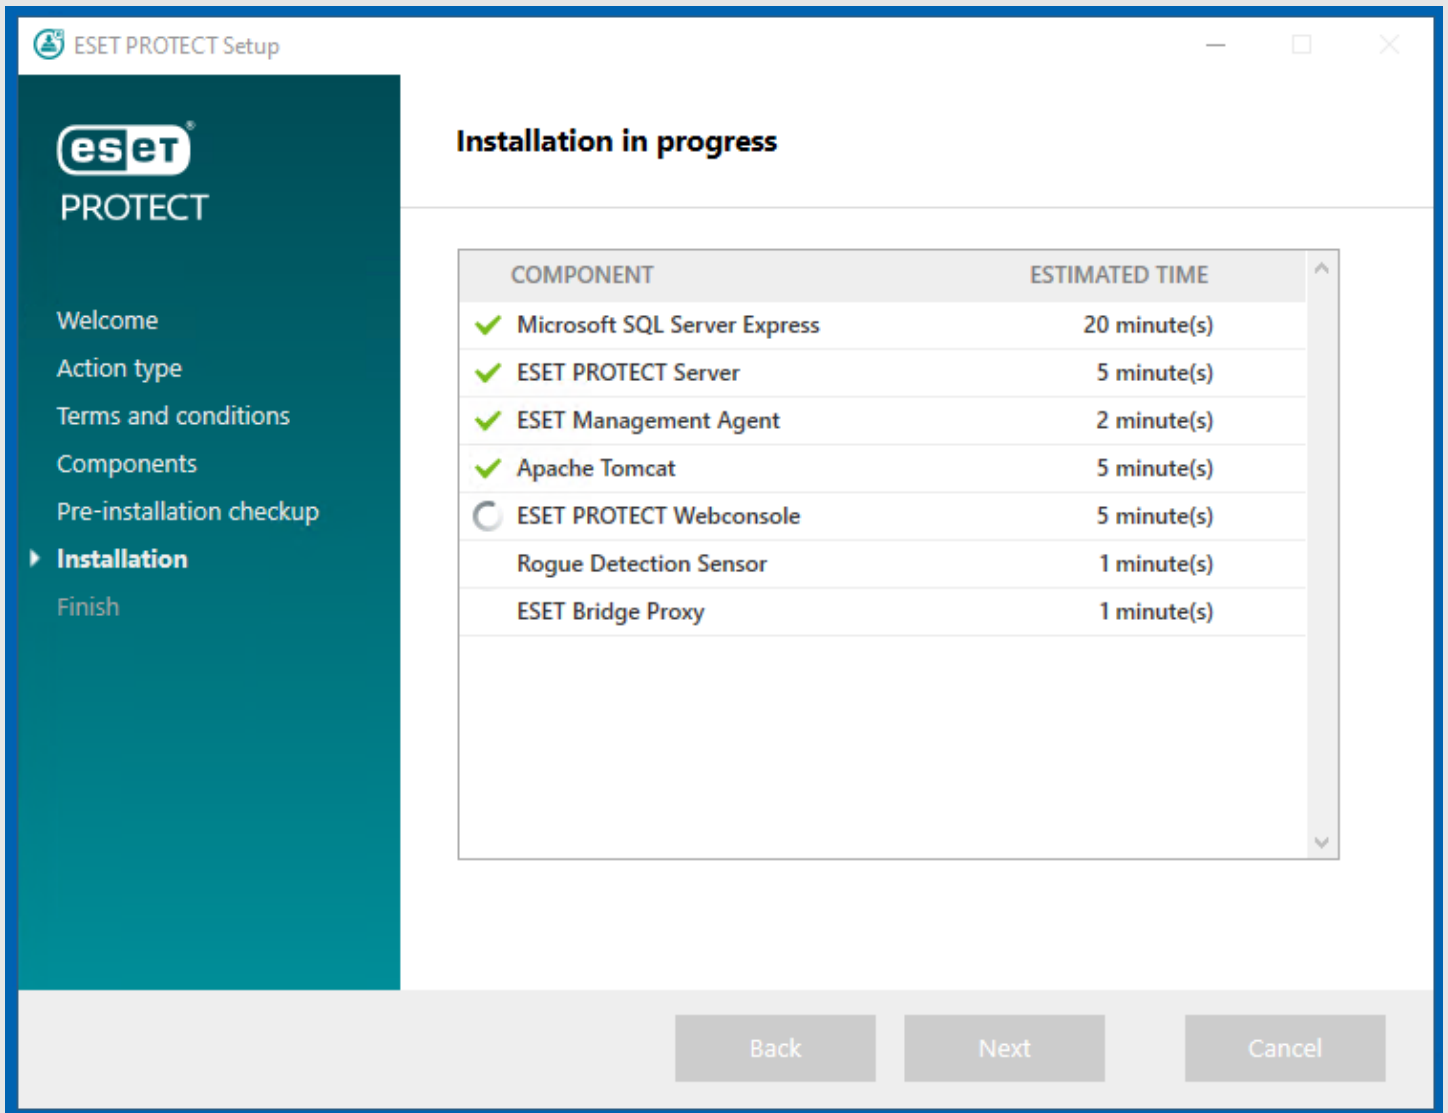 ESET PROTECT Setup
eseT®
PROTECT
Welcome
Action type
Terms and conditions
Components
Pre-installation checkup
Installation
Finish
Installation in progress
COMPONENT ESTIMATED TIME
Microsoft SQL Server Express 20 minute(s)
ESET PROTECT Server 5 minute(s)
ESET Management Agent 2 minute(s)
Apache Tomcat 5 minute(s)
ESET PROTECT Webconsole 5 minute(s)
Rogue Detection Sensor 1 minute(s)
ESET Bridge Proxy 1 minute(s)
Back Next Cancel